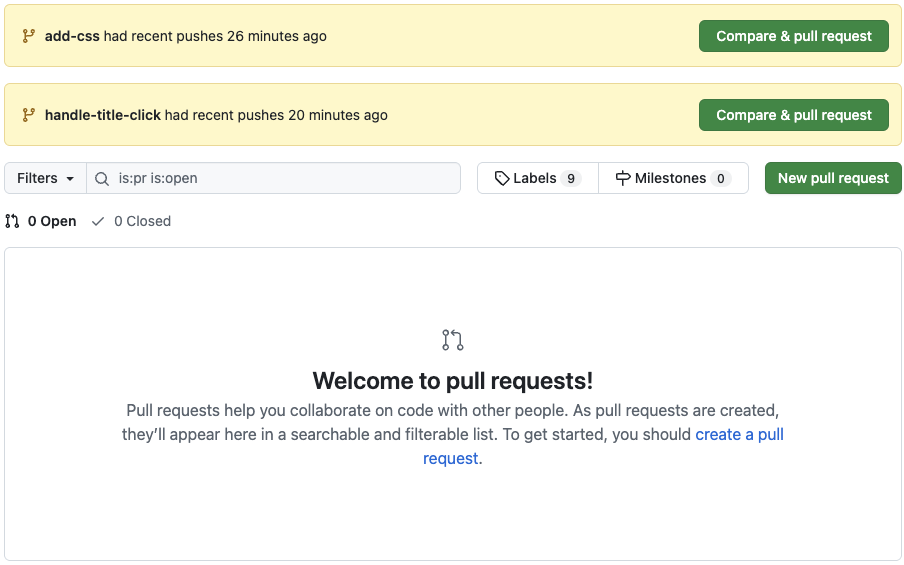 add-css had recent pushes 26 minutes ago
Compare & pull request
handle-title-click had recent pushes 20 minutes ago
Compare & pull request
Filters
is:pr is:open
Labels 9
Milestones 0
New pull request
0 Open
0 Closed
Welcome to pull requests!
Pull requests help you collaborate on code with other people. As pull requests are created,
they’ll appear here in a searchable and filterable list. To get started, you should create a pull
request.